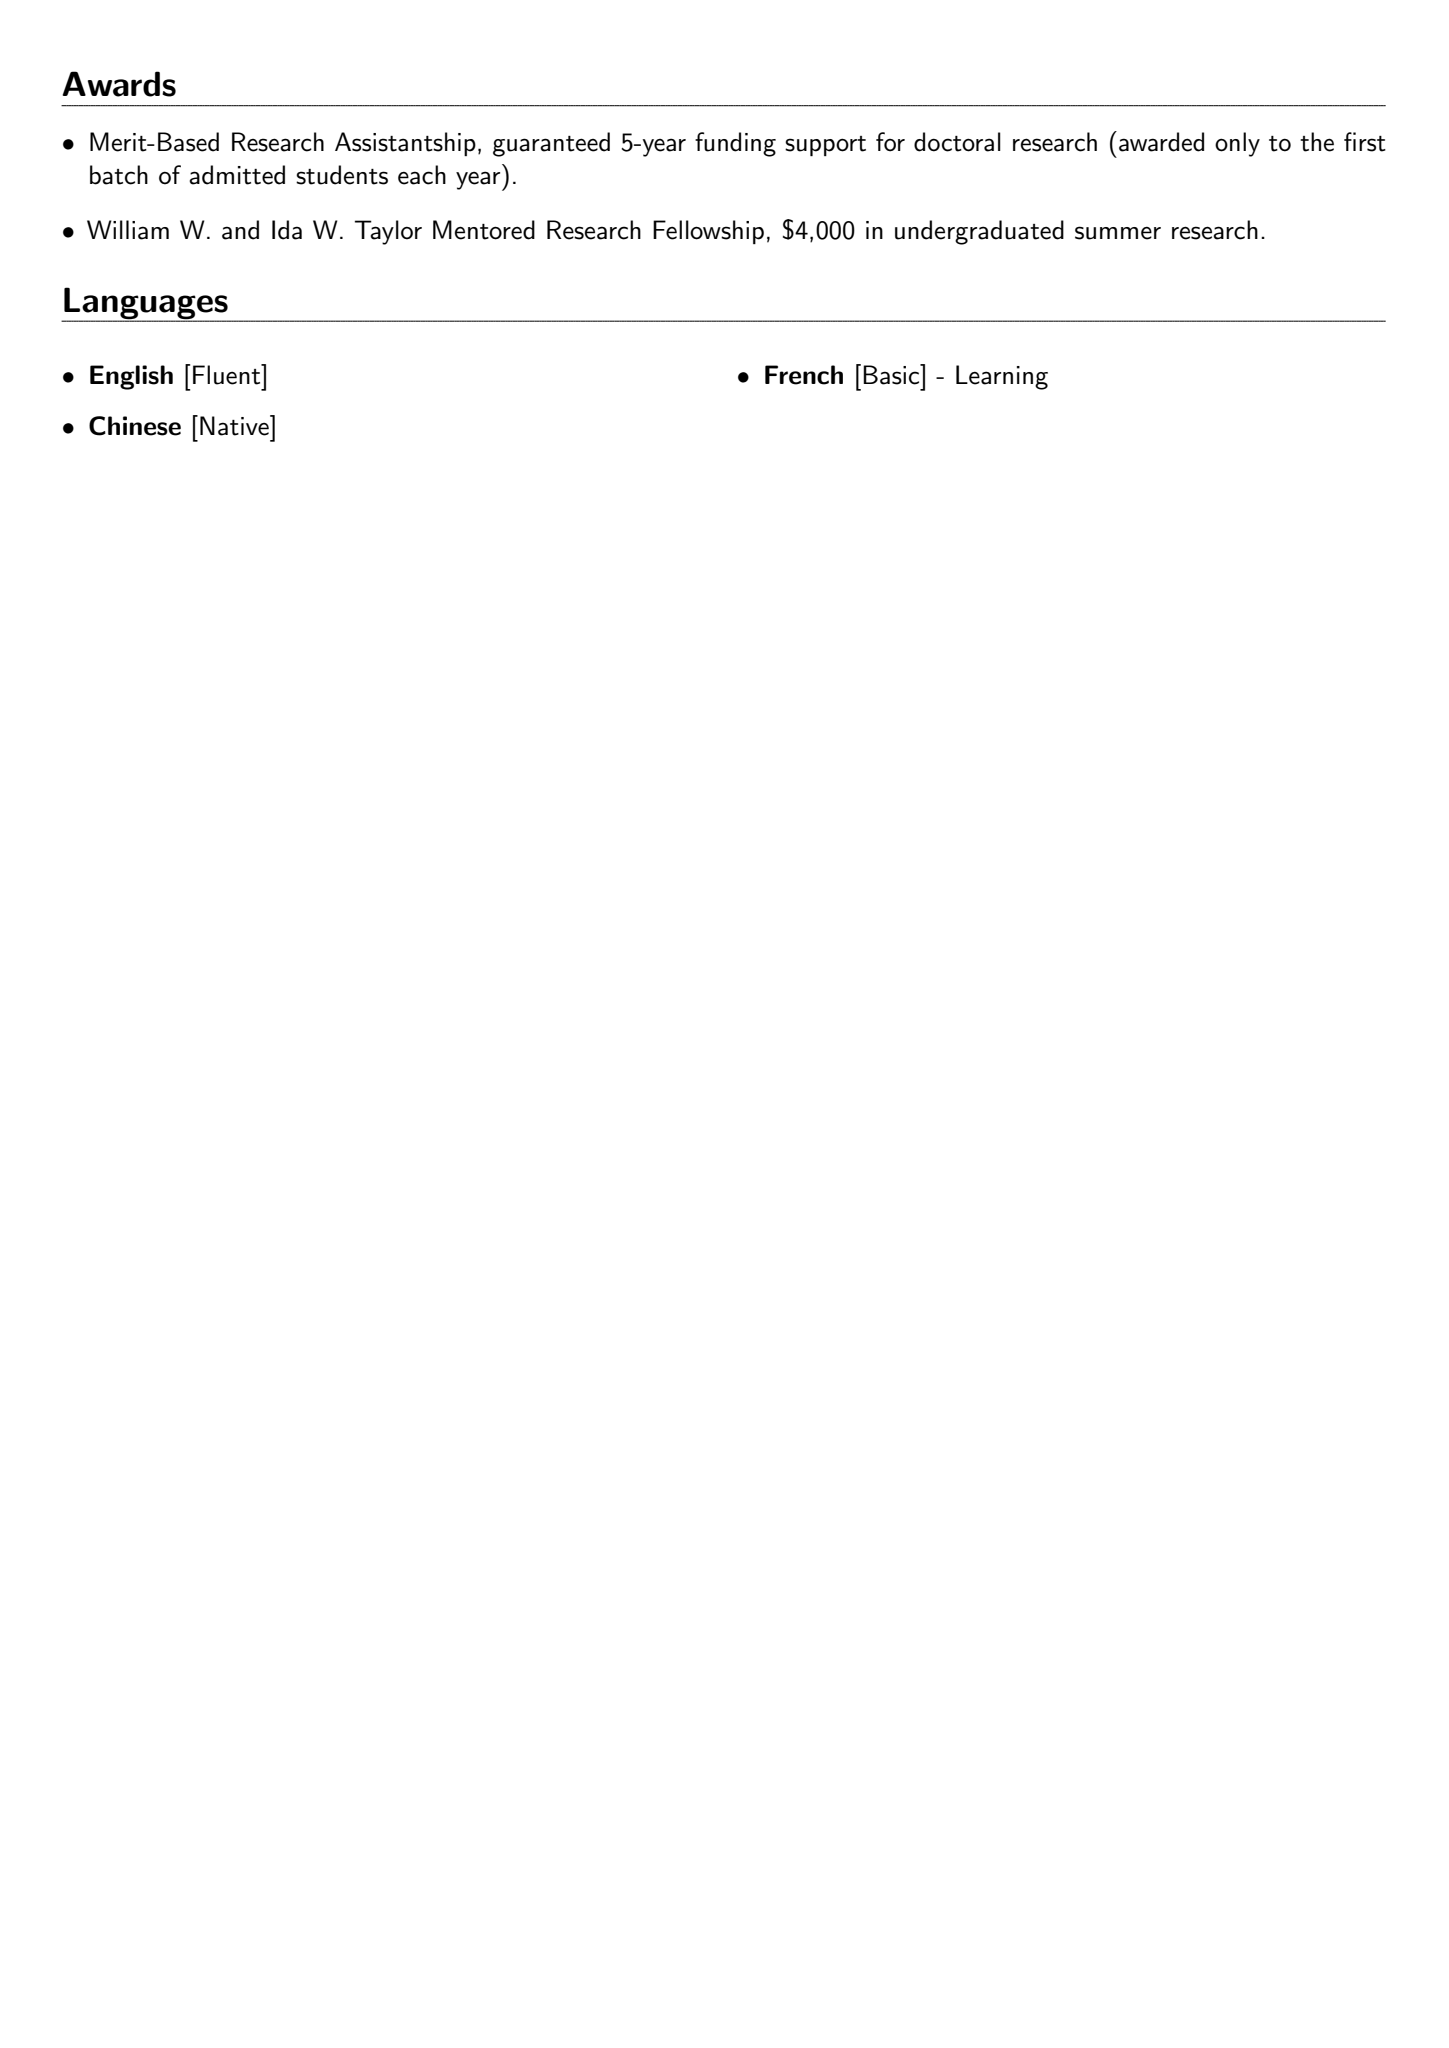 Awards
• Merit-Based Research Assistantship, guaranteed 5-year funding support for doctoral research (awarded only to the first
batch of admitted students each year).
• William W. and Ida W. Taylor Mentored Research Fellowship, $4,000 in undergraduated summer research.
Languages
• English [Fluent]
• Chinese [Native]
• French [Basic] - Learning